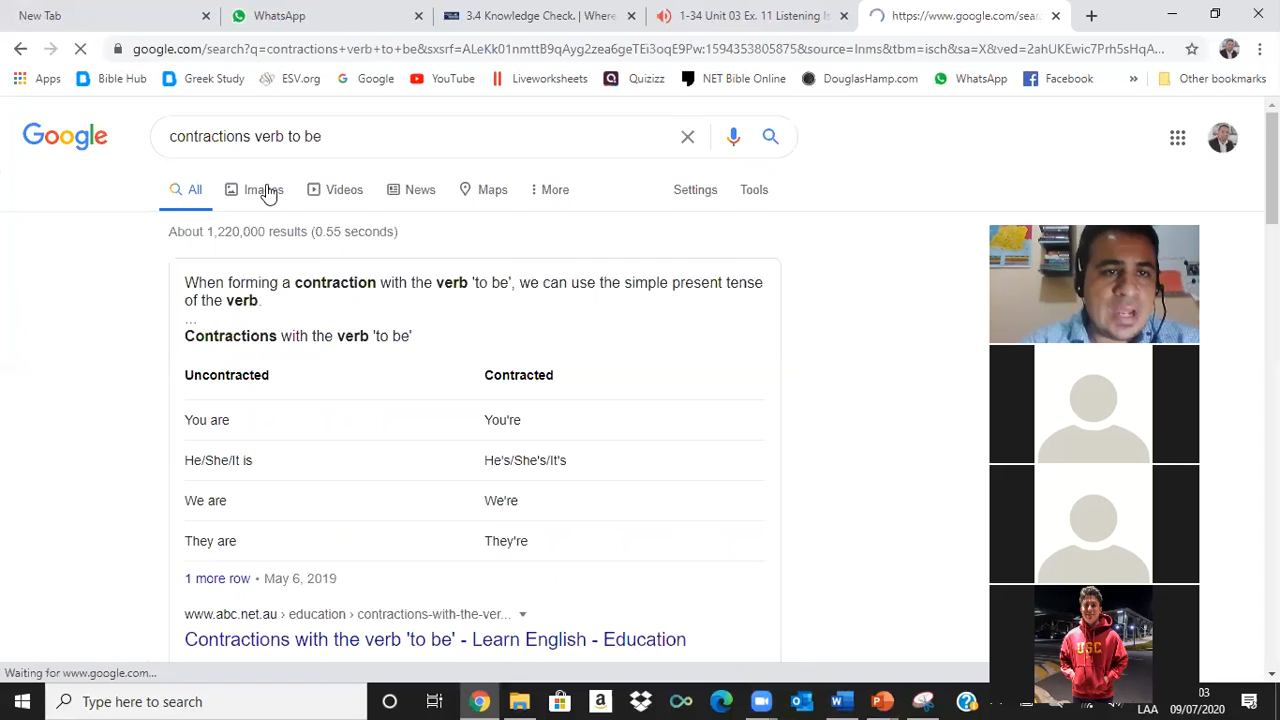 New Tab
WhatsApp
3.4 Knowledge Check. | Where
1-34 Unit 03 Ex. 11 Listening Is
https://www.google.com/sear
google.com/search?q=contractions+verb+to+be&sxsrf=ALeKk01nmttB9qAyg2zea6geTEi3oqE9Pw:1594353805875&source=lnms&tbm=isch&sa=X&ved=2ahUKEwic7Prh5sHqA...
Apps
Bible Hub
Greek Study
ESV.org
Google
YouTube
Liveworksheets
Quizizz
NET Bible Online
DouglasHamp.com
WhatsApp
Facebook
»
Other bookmarks
Google
contractions verb to be
All
Images
Videos
News
Maps
More
Settings
Tools
About 1,220,000 results (0.55 seconds)
When forming a contraction with the verb 'to be', we can use the simple present tense
of the verb.
...
Contractions with the verb 'to be'
Uncontracted Contracted
You are You're
He/She/It is He's/She's/It's
We are We're
They are They're
1 more row • May 6, 2019
www.abc.net.au › education › contractions-with-the-ver...
Contractions with the verb 'to be' - Learn English - Education
USC
Waiting for www.google.com...
Type here to search
03
LAA 09/07/2020